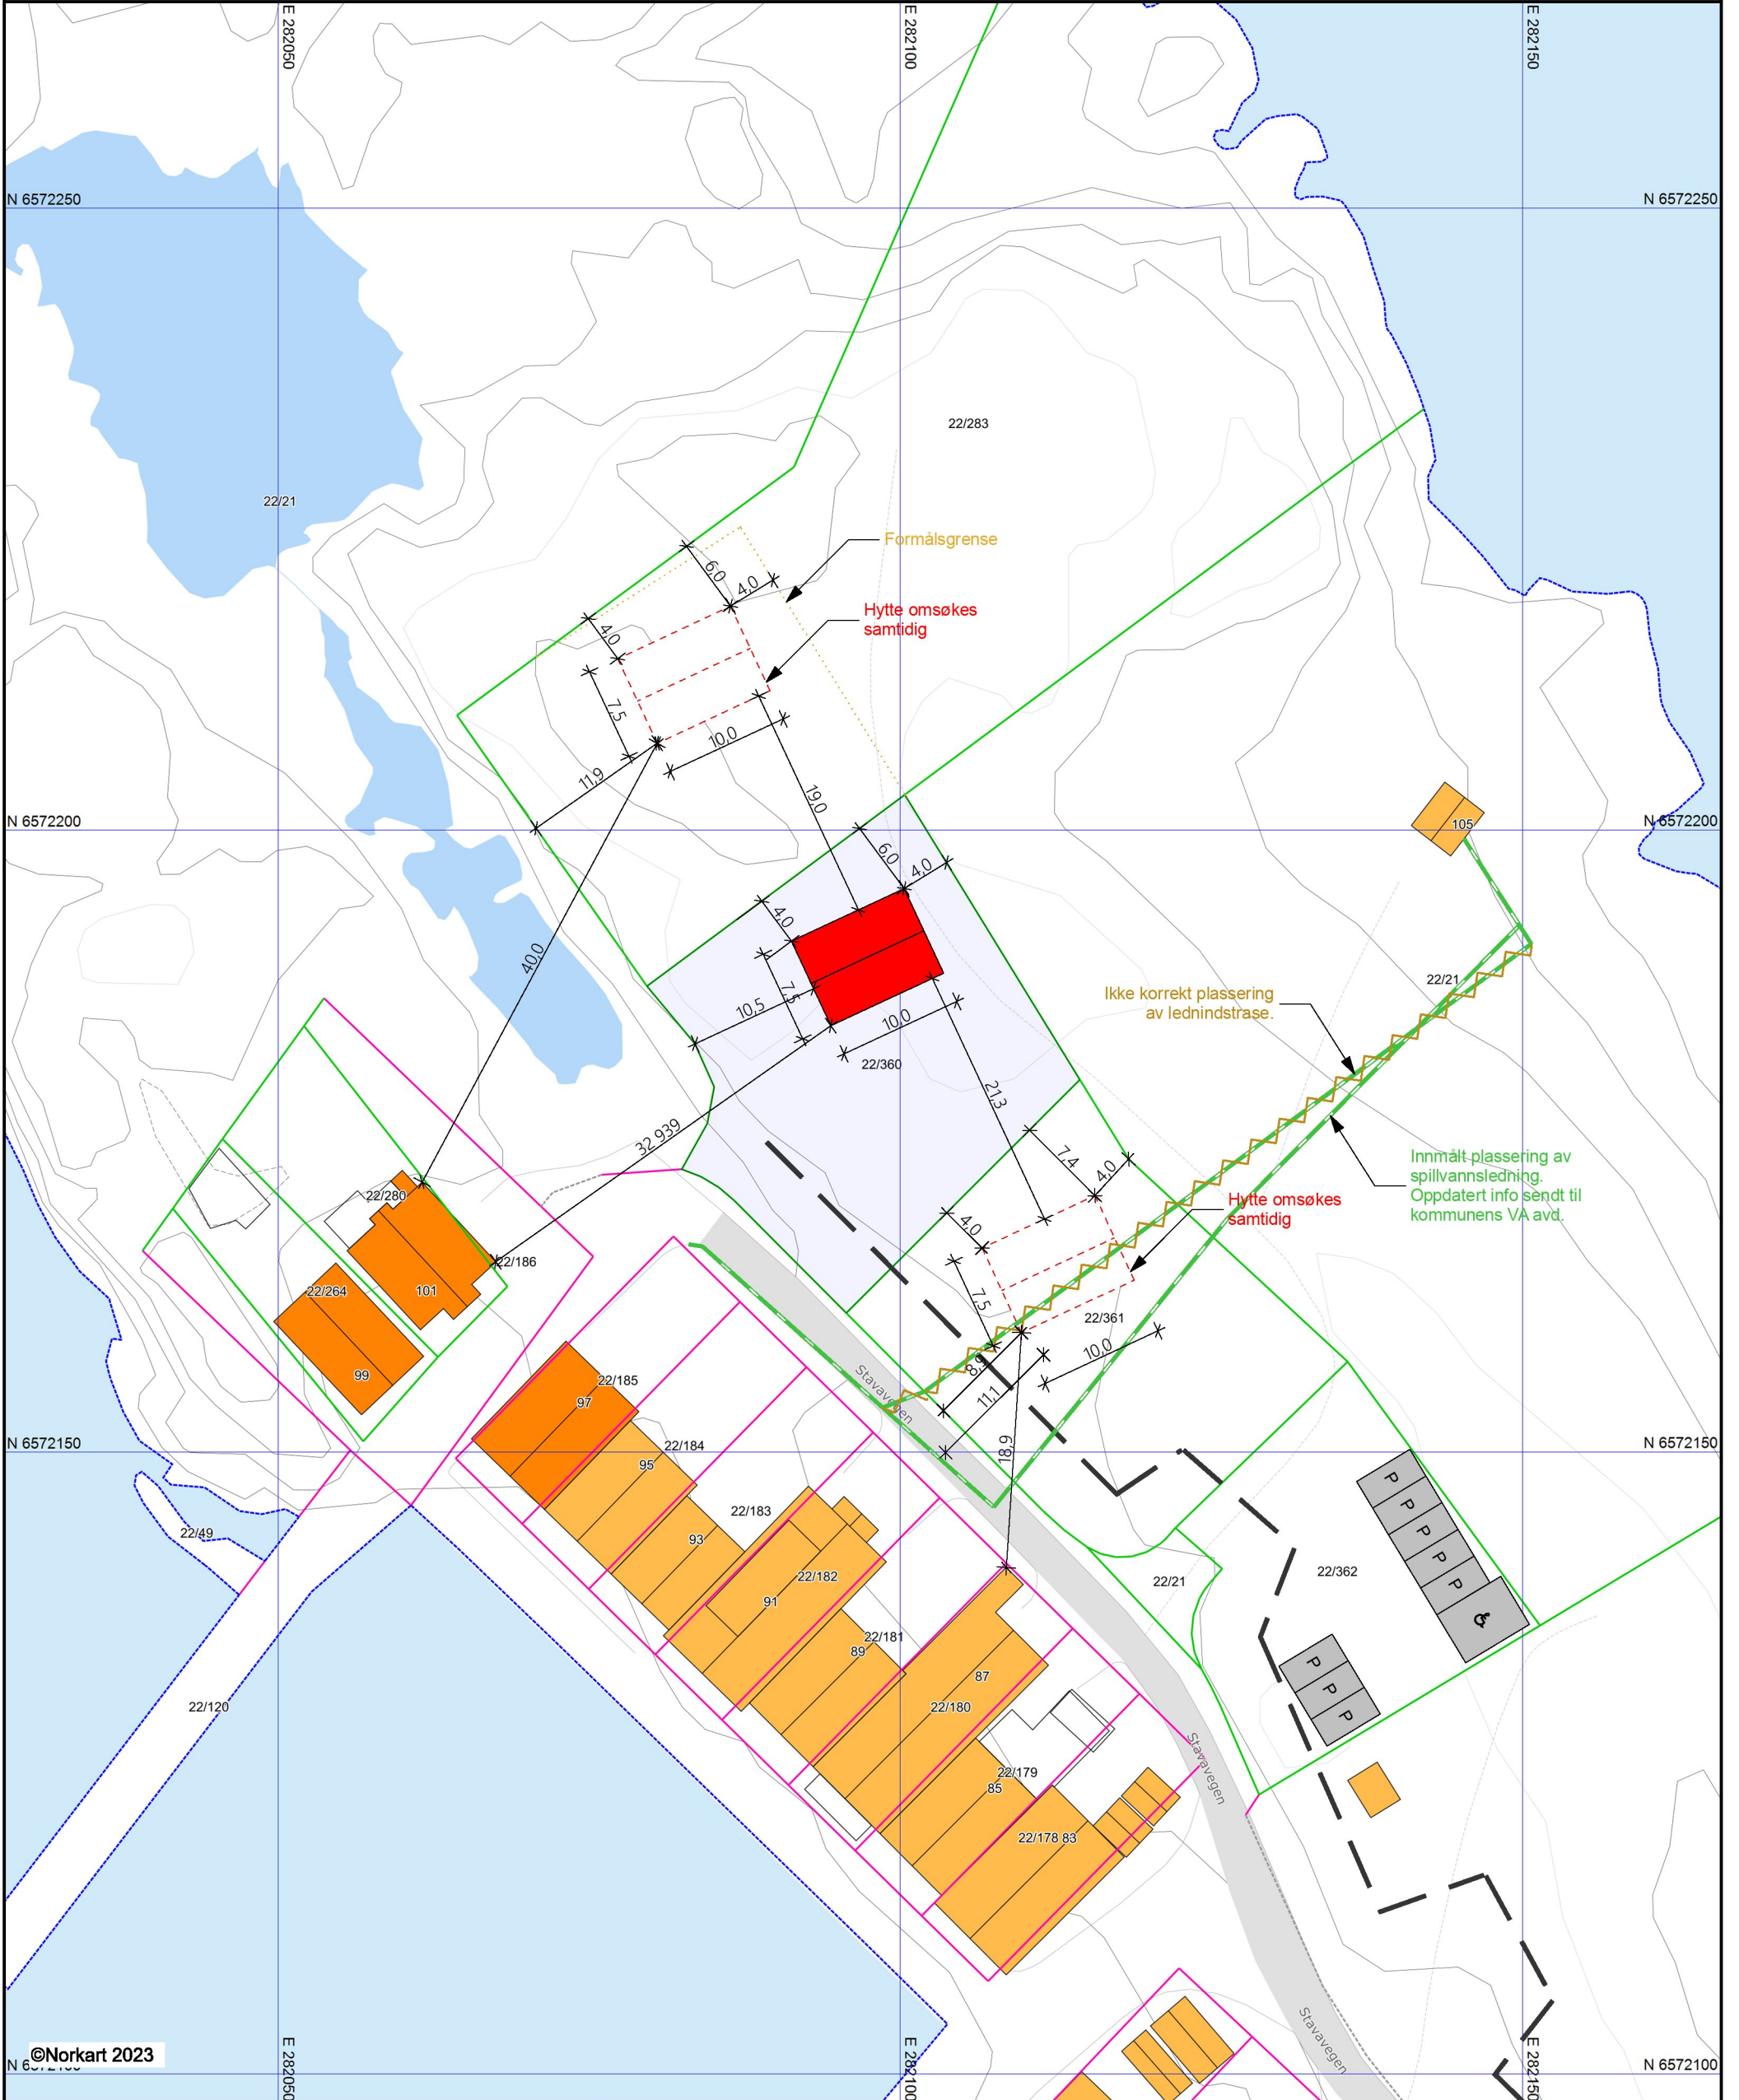 E 282050
E 282100
E 282150
N 6572250
N 6572250
22/283
22/21
Formålsgrense
6,0
4,0
Hytte omsøkes
samtidig
4,0
7,5
10,0
11,9
19,0
N 6572200
N 6572200
105
6,0
4,0
4,0
40,0
7,5
10,5
10,0
22/21
Ikke korrekt plassering
av lednindstrase.
22/360
21,3
32 939
7,4
4,0
Innmålt plassering av
spillvannsledning.
Oppdatert info sendt til
kommunens VA avd.
22/280
Hytte omsøkes
samtidig
4,0
22/186
22/264
101
7,5
22/361
10,0
8,9
99
22/185
97
Stavavegen
11,1
N 6572150
22/184
18,9
N 6572150
95
P
22/183
P
22/49
93
P
P
22/182
22/21
22/362
P
91
22/181
89
P
87
P
22/120
22/180
P
Stavavegen
22/179
85
22/178 83
Stavavegen
©Norkart 2023
N 6572100
E 282050
E 282100
E 282150